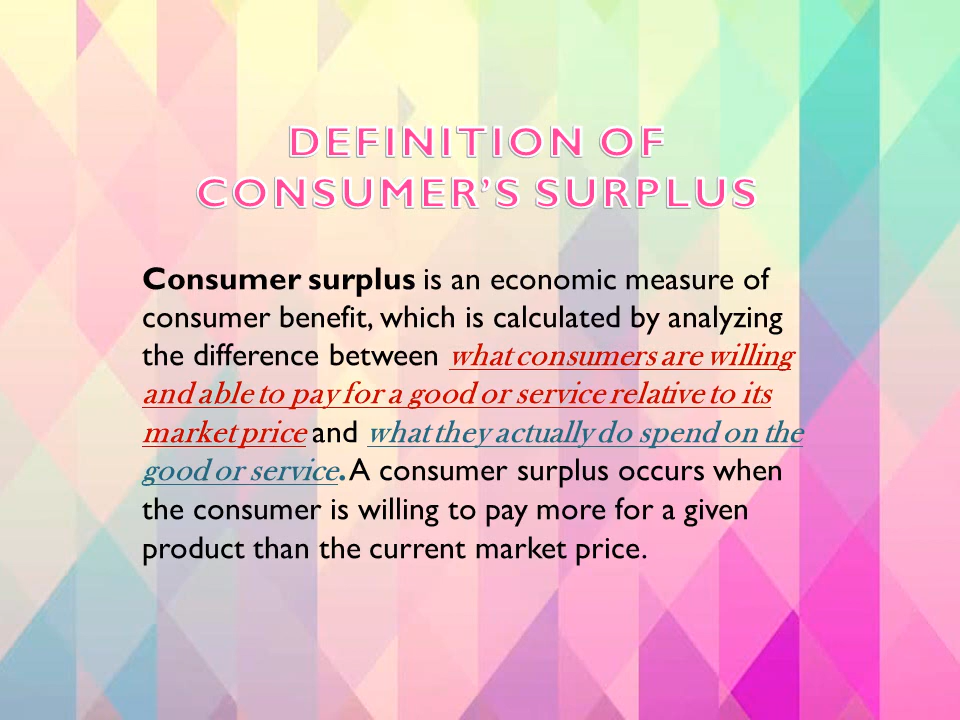 DEFINITION OF
CONSUMER’S SURPLUS
Consumer surplus is an economic measure of
consumer benefit, which is calculated by analyzing
the difference between what consumers are willing
and able to pay for a good or service relative to its
market price and what they actually do spend on the
good or service. A consumer surplus occurs when
the consumer is willing to pay more for a given
product than the current market price.